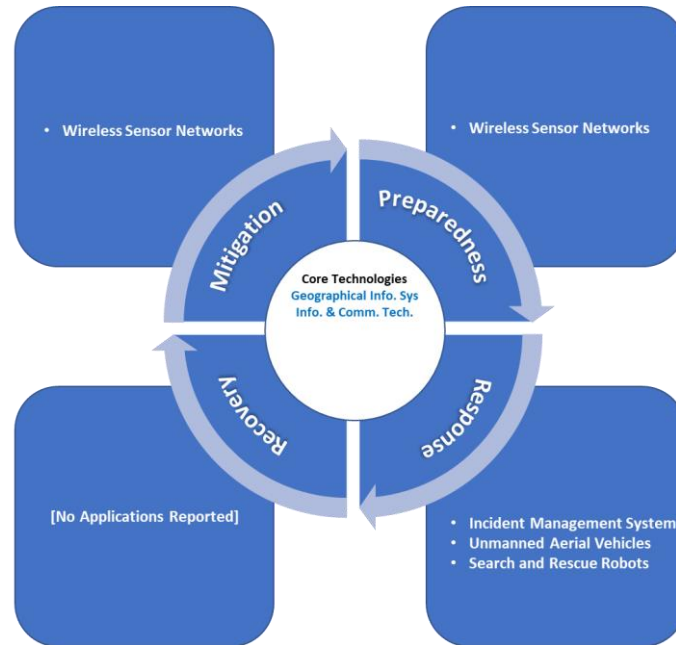 • Wireless Sensor Networks
• Wireless Sensor Networks
Mitigation
Preparedness
Core Technologies
Geographical Info. Sys
Info. & Comm. Tech.
Recovery
Response
[No Applications Reported]
• Incident Management System
• Unmanned Aerial Vehicles
• Search and Rescue Robots